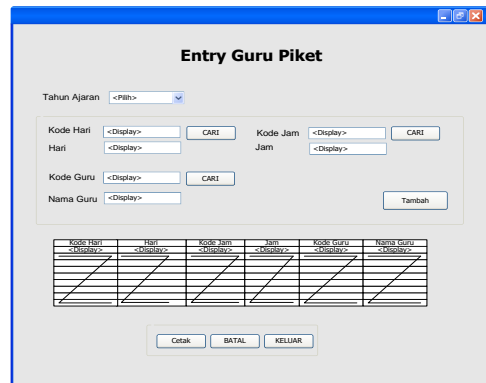 Entry Guru Piket
Tahun Ajaran <Pilih>
Kode Hari <Display> CARI Kode Jam <Display> CARI
Hari <Display> Jam <Display>
Kode Guru <Display> CARI
Nama Guru <Display> Tambah
Kode Hari Hari Kode Jam Jam Kode Guru Nama Guru
<Display> <Display> <Display> <Display> <Display> <Display>
Cetak BATAL KELUAR